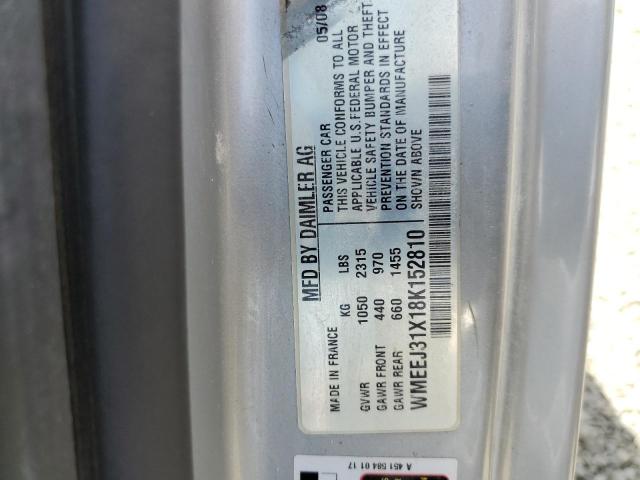 MFD BY DAIMLER AG 05/08
PASSENGER CAR
THIS VEHICLE CONFORMS TO ALL
APPLICABLE U.S.FEDERAL MOTOR
VEHICLE SAFETY BUMPER AND THEFT
PREVENTION STANDARDS IN EFFECT
ON THE DATE OF MANUFACTURE
SHOWN ABOVE
MADE IN FRANCE KG LBS
GVWR 1050 2315
GAWR FRONT 440 970
GAWR REAR 660 1455
WMEEJ31X18K152810
A 451 584 01 17